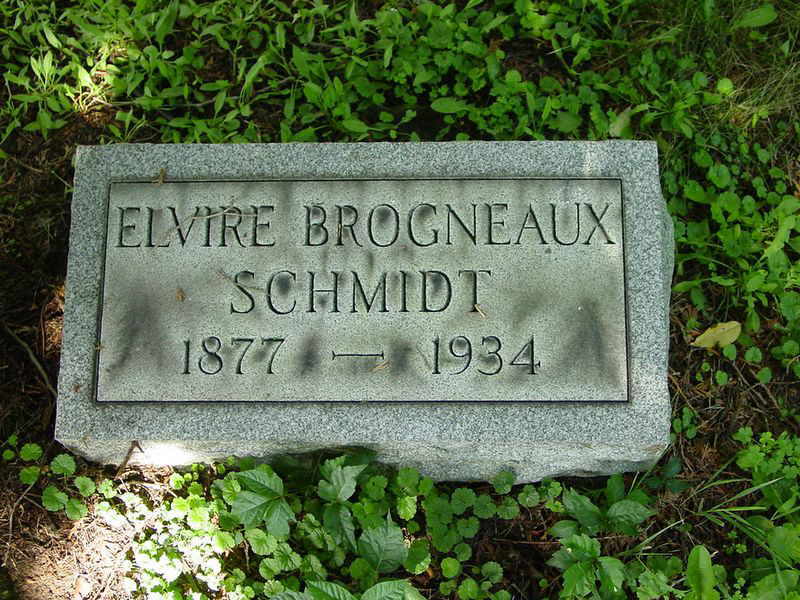 ELVIRE BROGNEAUX
SCHMIDT
1877 — 1934